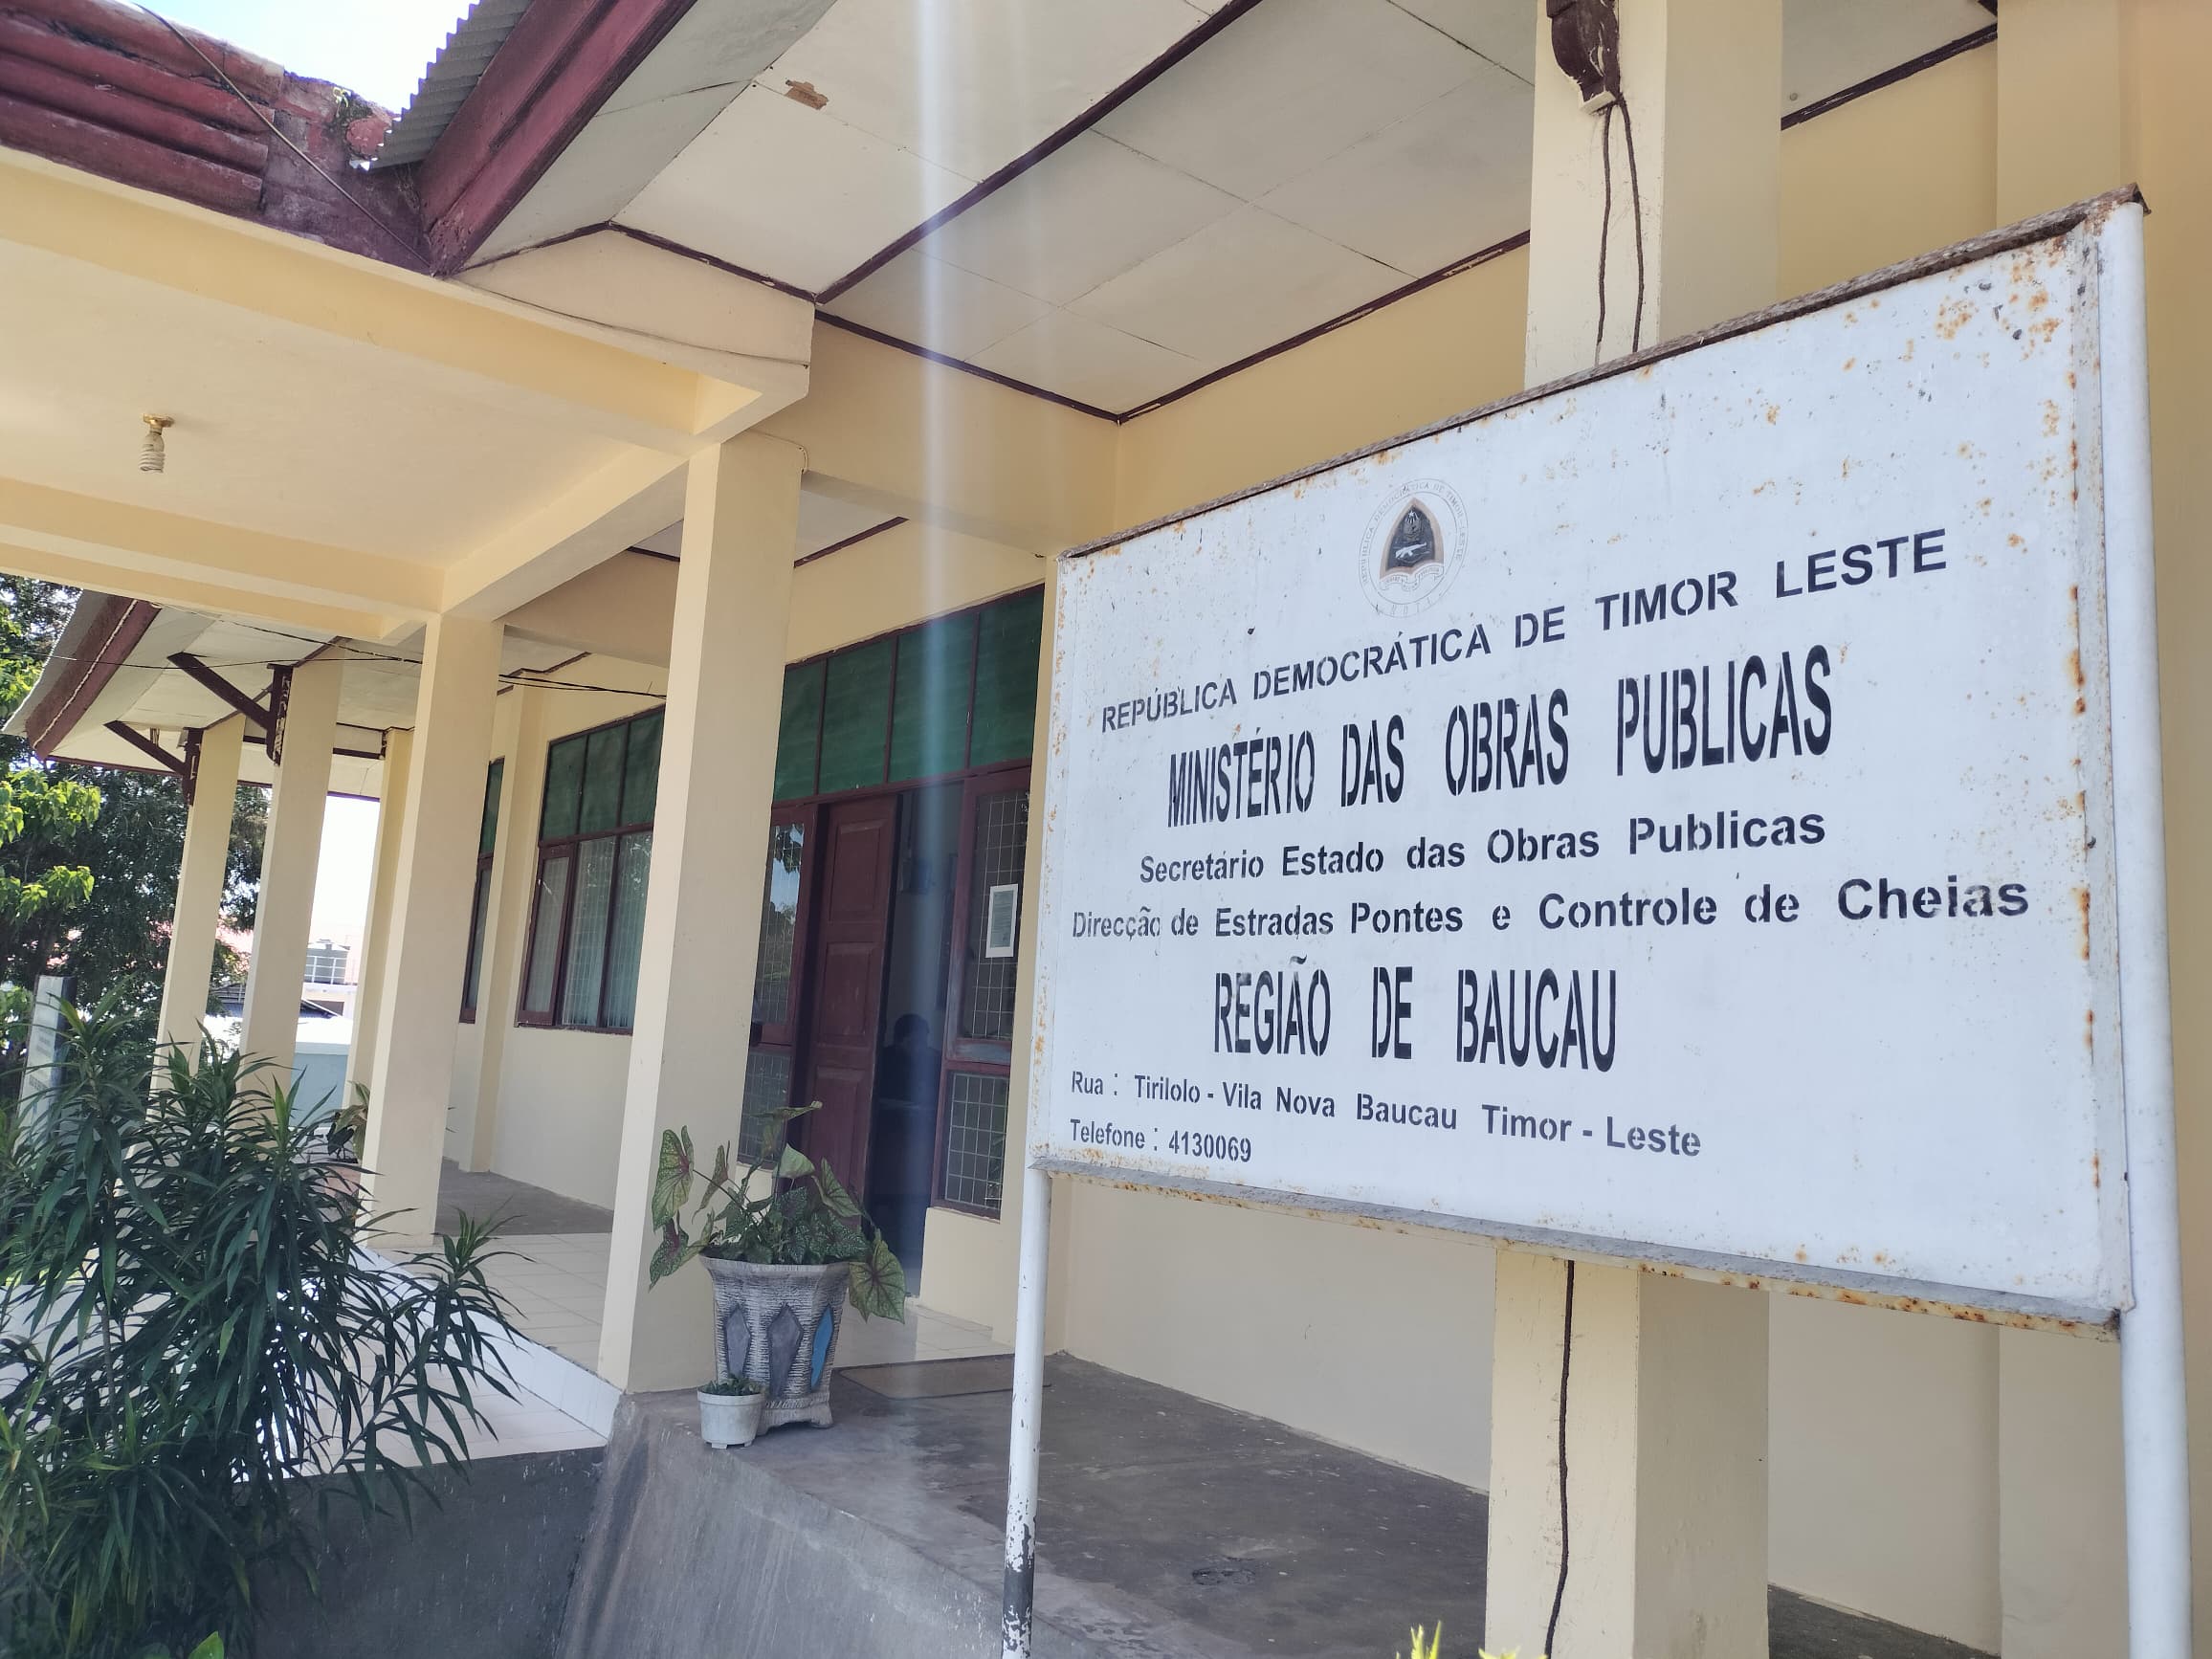 REPÚBLICA DEMOCRÁTICA DE TIMOR LESTE
MINISTÉRIO DAS OBRAS PUBLICAS
Secretário Estado das Obras Publicas
Direcção de Estradas Pontes e Controle de Cheias
REGIÃO DE BAUCAU
Rua : Tirilolo - Vila Nova Baucau Timor - Leste
Telefone : 4130069